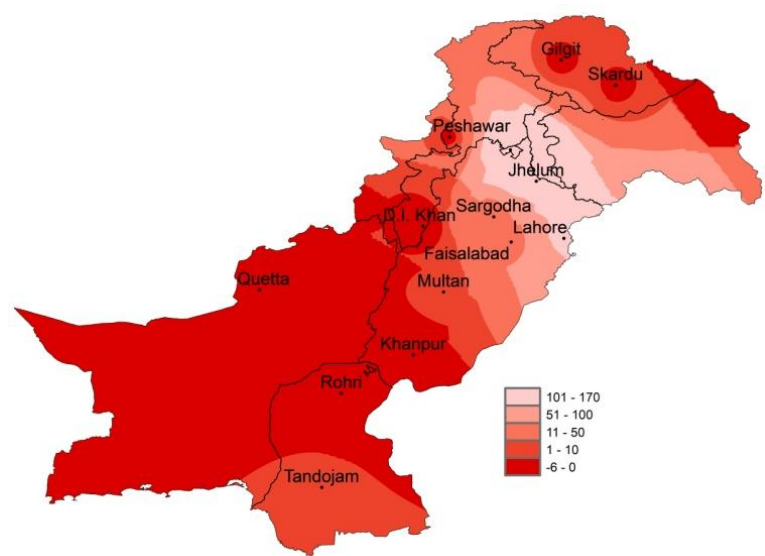 Gilgit
Skardu
Peshawar
Jhelum
Sargodha
D.I. Khan
Lahore
Faisalabad
Quetta
Multan
Khanpur
Rohri
101 - 170
51 - 100
11 - 50
1 - 10
-6 - 0
Tandojam